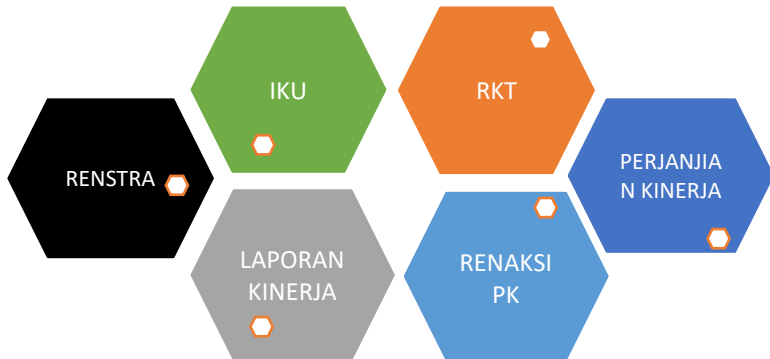 RENSTRA
IKU
RKT
PERJANJIA
N KINERJA
RENAKSI
PK
LAPORAN
KINERJA